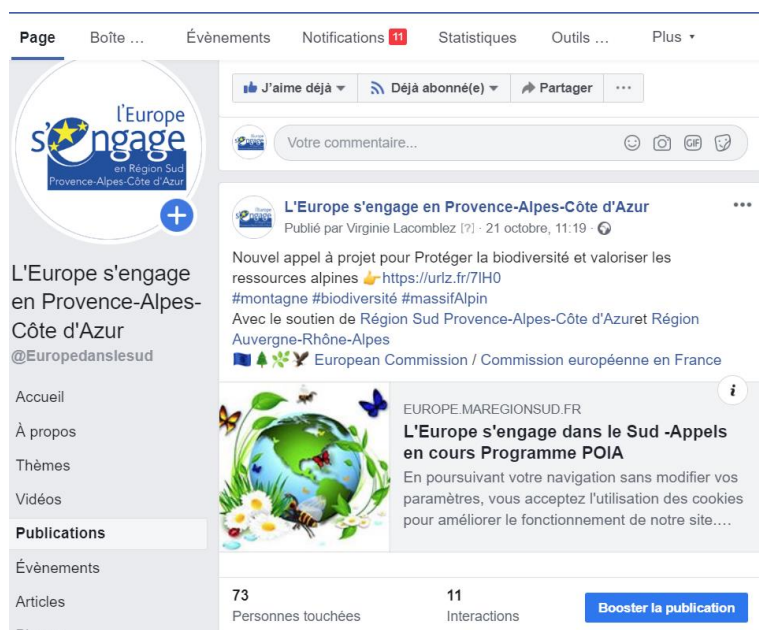 Page Boîte ... Évènements Notifications 11 Statistiques Outils ... Plus
l'Europe
s'engage
en Région Sud
Provence-Alpes-Côte d'Azur
L'Europe s'engage
en Provence-Alpes-
Côte d'Azur
@Europedanslesud
Accueil
À propos
Thèmes
Vidéos
Publications
Évènements
Articles
J'aime déjà Déjà abonné(e) Partager ...
Votre commentaire... GIF
L'Europe s'engage en Provence-Alpes-Côte d'Azur ...
Publié par Virginie Lacomblez [?] · 21 octobre, 11:19 ·
Nouvel appel à projet pour Protéger la biodiversité et valoriser les
ressources alpines 👉https://urlz.fr/7lH0
#montagne #biodiversité #massifAlpin
Avec le soutien de Région Sud Provence-Alpes-Côte d'Azuret Région
Auvergne-Rhône-Alpes
🇪🇺🌲🌿🦅 European Commission / Commission européenne en France
i
EUROPE.MAREGIONSUD.FR
L'Europe s'engage dans le Sud -Appels
en cours Programme POIA
En poursuivant votre navigation sans modifier vos
paramètres, vous acceptez l'utilisation des cookies
pour améliorer le fonctionnement de notre site....
73 11
Personnes touchées Interactions
Booster la publication